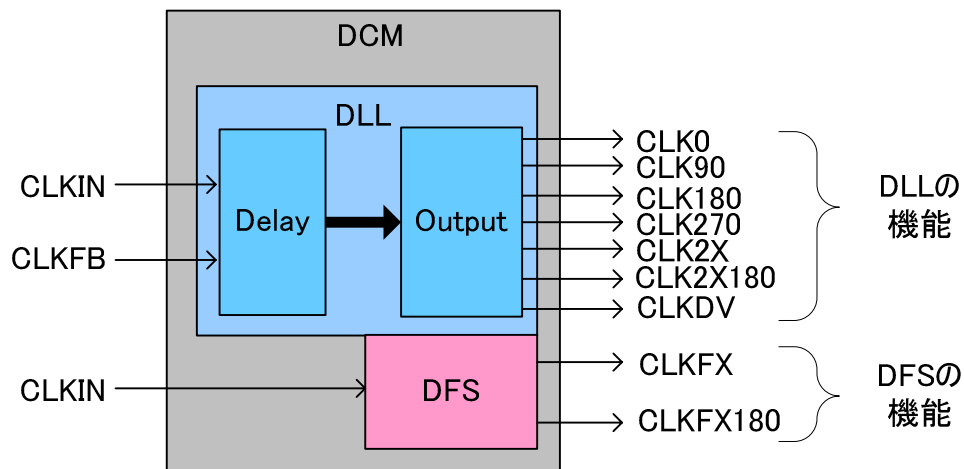 DCM
DLL
CLKIN
CLKFB
Delay
Output
CLK0
CLK90
CLK180
CLK270
CLK2X
CLK2X180
CLKDV
DLLの
機能
CLKIN
DFS
CLKFX
CLKFX180
DFSの
機能